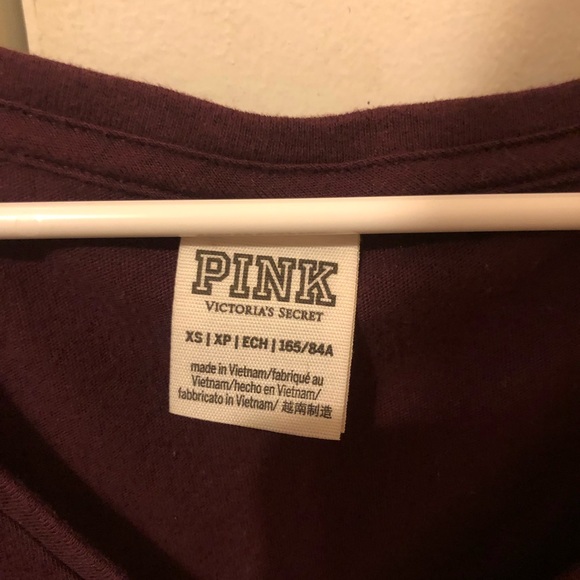 PINK
VICTORIA'S SECRET
XS | XP | ECH | 165/84A
made in Vietnam/fabriqué au
Vietnam/hecho en Vietnam/
fabbricato in Vietnam/ 越南制造